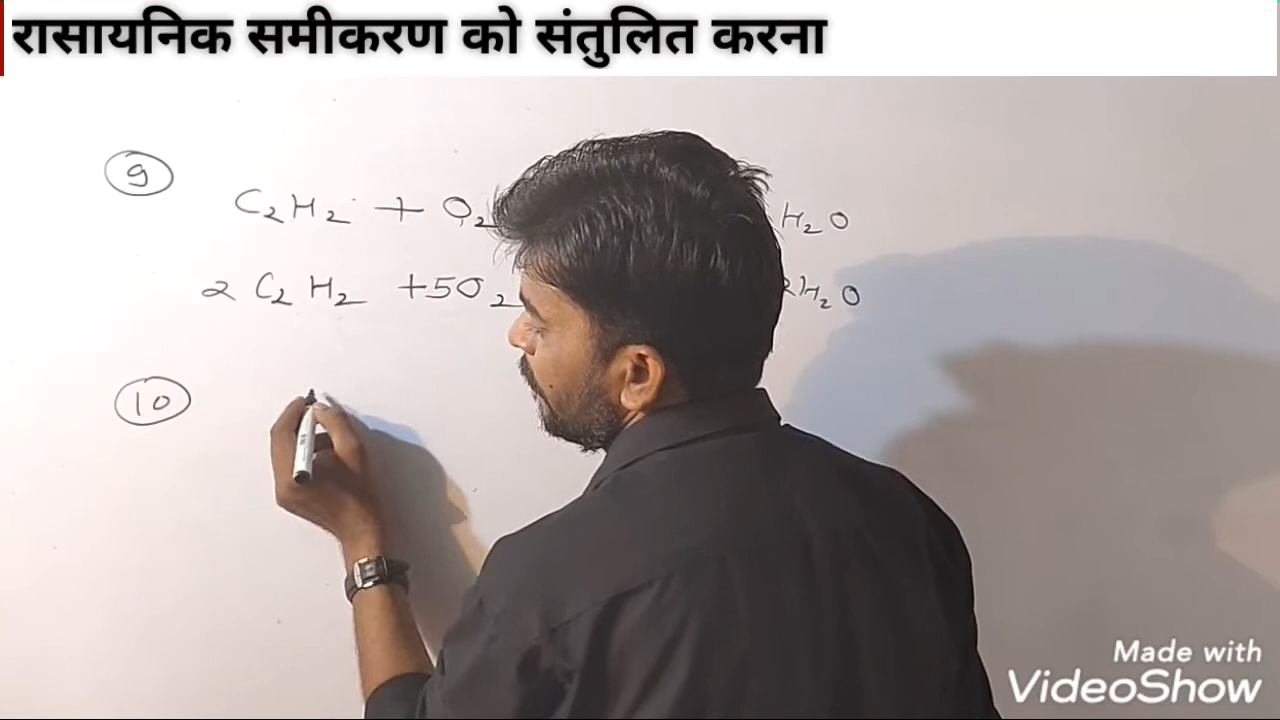 रासायनिक समीकरण को संतुलित करना
9
C₂H₂ + O₂ H₂O
2 C₂H₂ +5O₂ 2H₂O
10
Made with
VideoShow